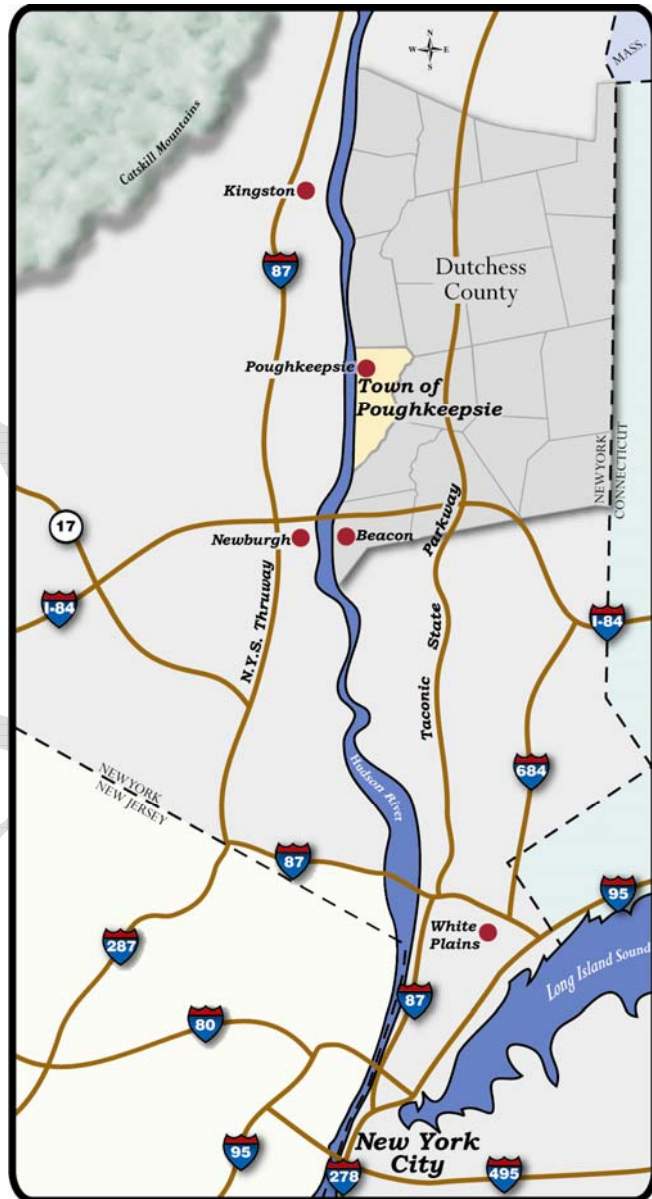 MASS.
N
W E
S
Catskill Mountains
Kingston
87
Dutchess
County
Poughkeepsie
Town of
Poughkeepsie
NEW YORK
CONNECTICUT
17
Newburgh
Beacon
Parkway
State
Taconic
N.Y.S. Thruway
I-84
I-84
684
Hudson River
NEW YORK
NEW JERSEY
87
95
White
Plains
287
Long Island Sound
87
80
New York
City
95
278
495